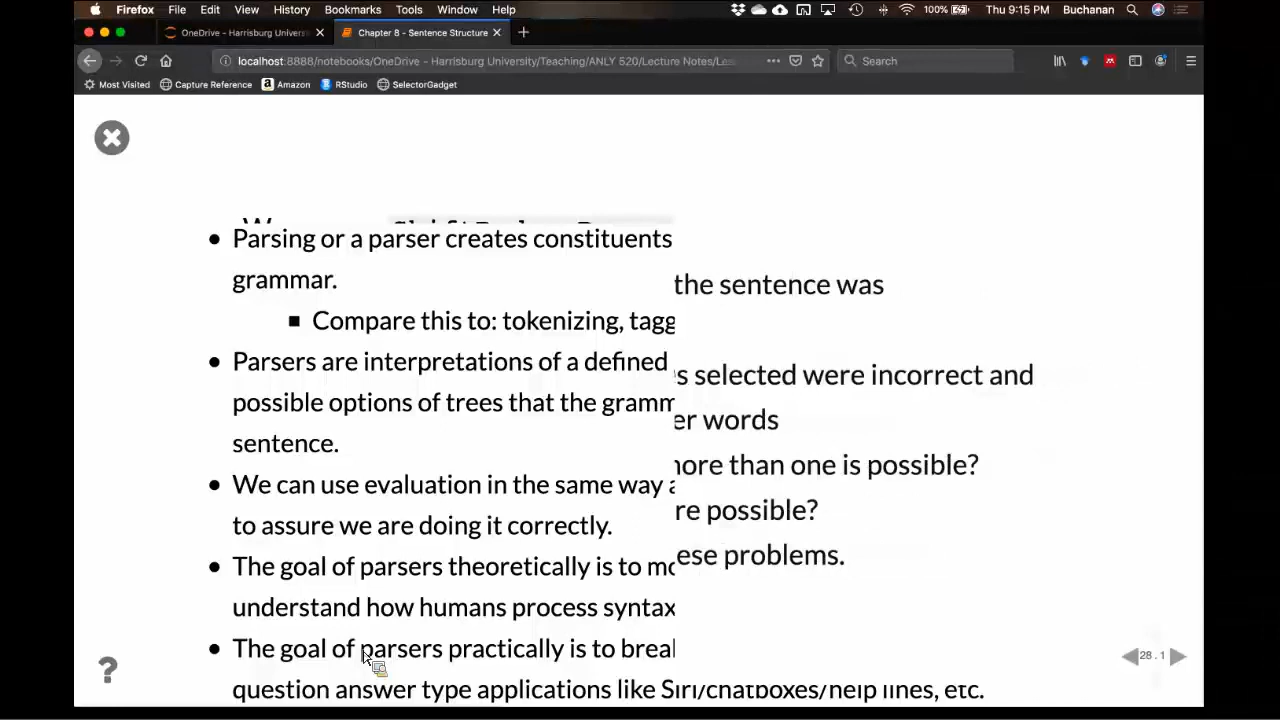 Firefox File Edit View History Bookmarks Tools Window Help 100% Thu 9:15 PM Buchanan
OneDrive - Harrisburg Universi Chapter 8 - Sentence Structure
localhost:8888/notebooks/OneDrive - Harrisburg University/Teaching/ANLY 520/Lecture Notes/Les Search
Most Visited Capture Reference Amazon RStudio SelectorGadget
Parsing or a parser creates constituents
grammar.
the sentence was
Compare this to: tokenizing, tagg
Parsers are interpretations of a defined
s selected were incorrect and
possible options of trees that the gramm
er words
sentence.
more than one is possible?
We can use evaluation in the same way a
re possible?
to assure we are doing it correctly.
ese problems.
The goal of parsers theoretically is to mo
understand how humans process syntax
The goal of parsers practically is to break
28.1
question answer type applications like Siri/chatboxes/help lines, etc.
?